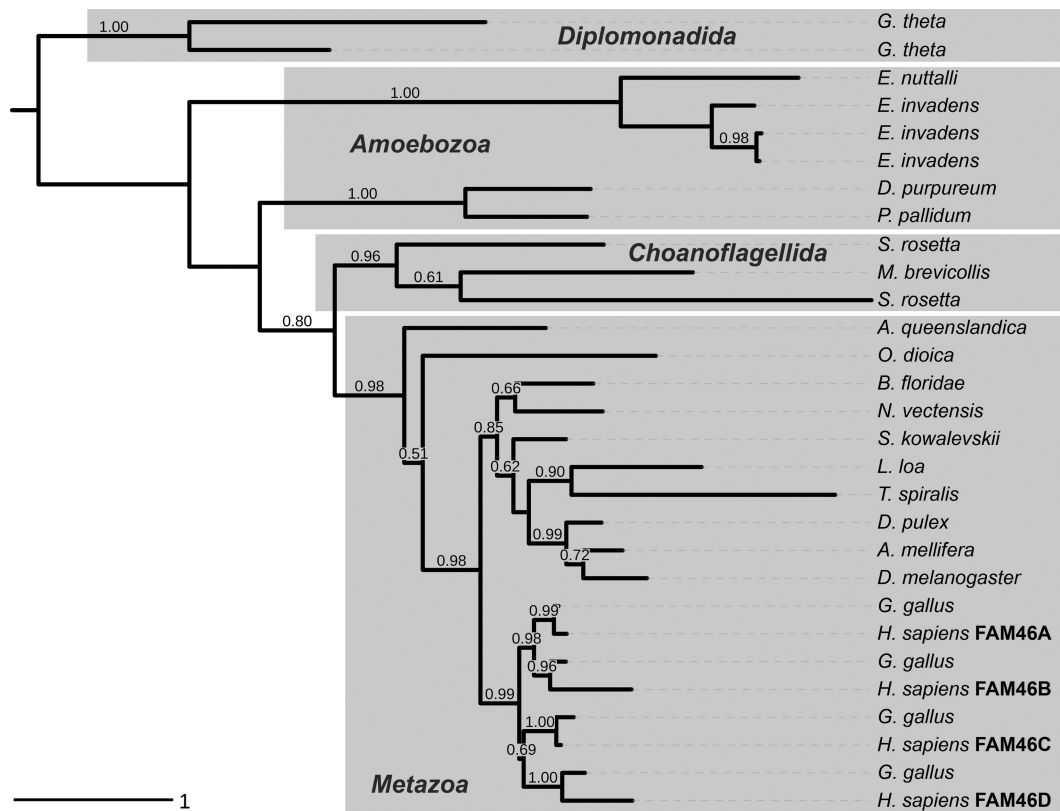 1.00
G. theta
Diplomonadida
G. theta
E. nuttalli
1.00
E. invadens
Amoebozoa
0.98
E. invadens
E. invadens
1.00
D. purpureum
P. pallidum
S. rosetta
0.96
Choanoflagellida
0.61
M. brevicollis
S. rosetta
0.80
A. queenslandica
O. dioica
0.98
0.66
B. floridae
N. vectensis
0.85
S. kowalevskii
0.51
0.62
0.90
L. loa
T. spiralis
0.99
D. pulex
0.72
A. mellifera
0.98
D. melanogaster
0.99
G. gallus
0.98
H. sapiens FAM46A
0.96
G. gallus
0.99
H. sapiens FAM46B
1.00
G. gallus
0.69
H. sapiens FAM46C
1.00
G. gallus
Metazoa
H. sapiens FAM46D
1